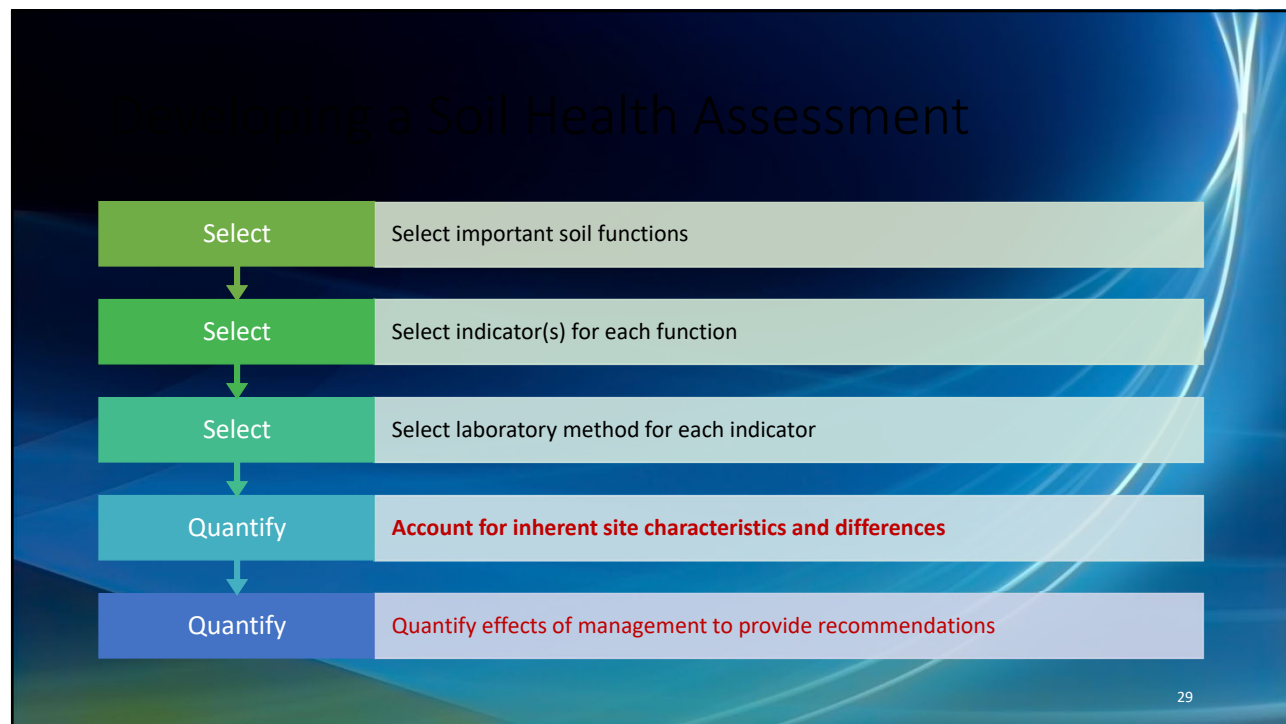 Developing a Soil Health Assessment
Select
Select important soil functions
Select
Select indicator(s) for each function
Select
Select laboratory method for each indicator
Quantify
Account for inherent site characteristics and differences
Quantify
Quantify effects of management to provide recommendations
29